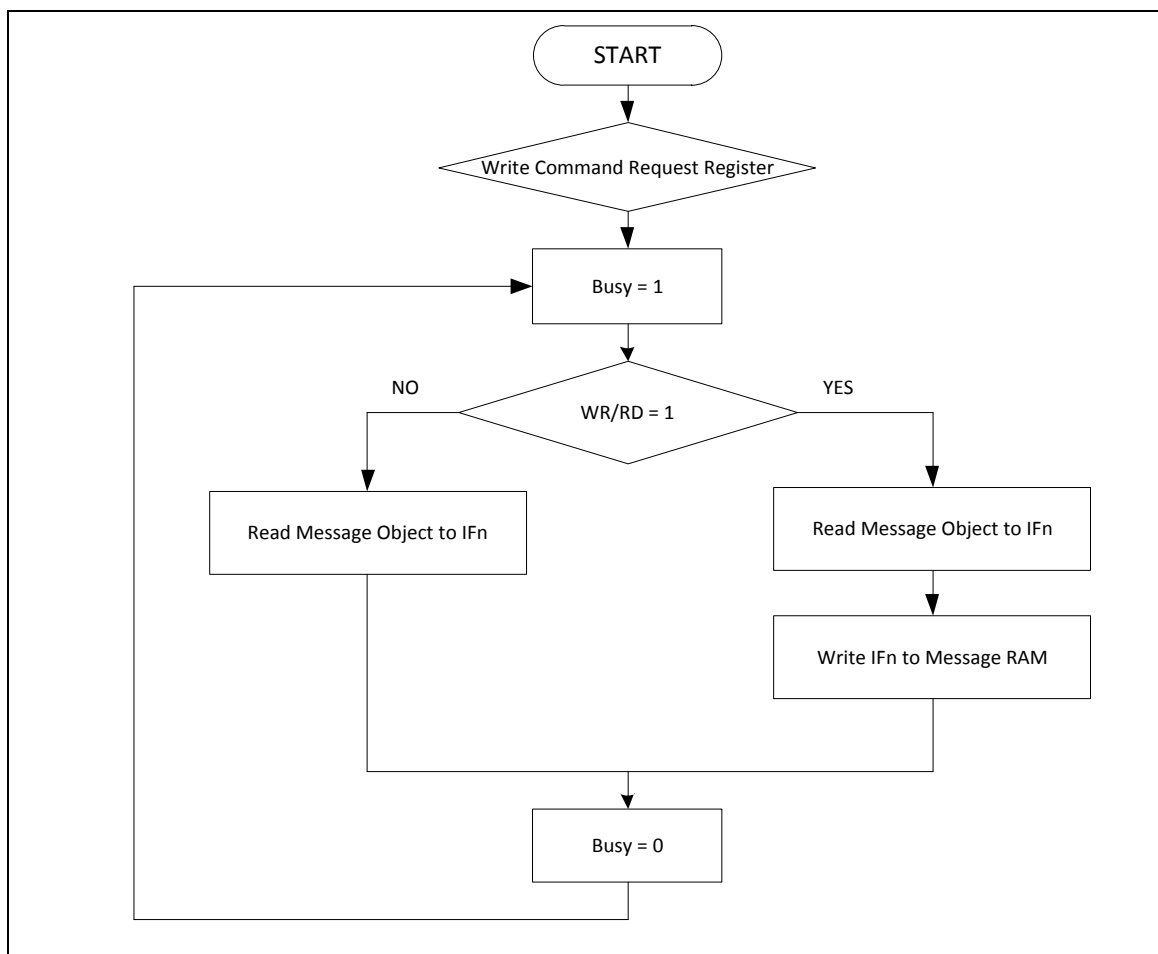 START
Write Command Request Register
Busy = 1
NO
YES
WR/RD = 1
Read Message Object to IFn
Read Message Object to IFn
Write IFn to Message RAM
Busy = 0